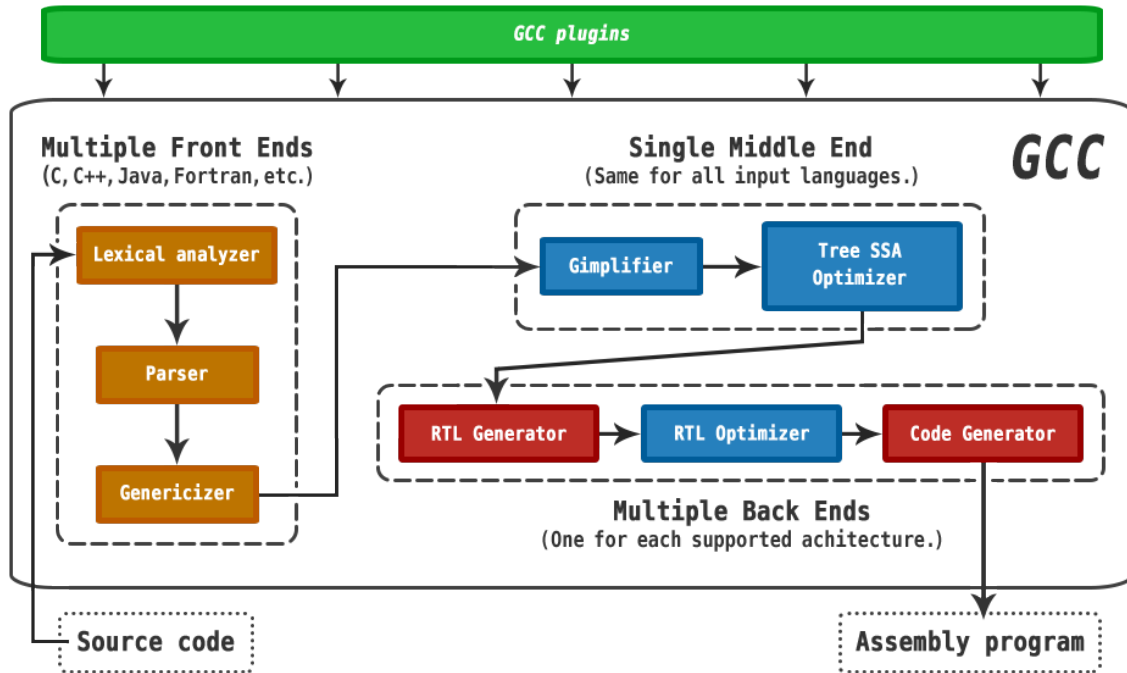 GCC plugins
Multiple Front Ends
(C, C++, Java, Fortran, etc.)
Single Middle End
(Same for all input languages.)
GCC
Lexical analyzer
Parser
Genericizer
Gimplifier
Tree SSA
Optimizer
RTL Generator
RTL Optimizer
Code Generator
Multiple Back Ends
(One for each supported achitecture.)
Source code
Assembly program